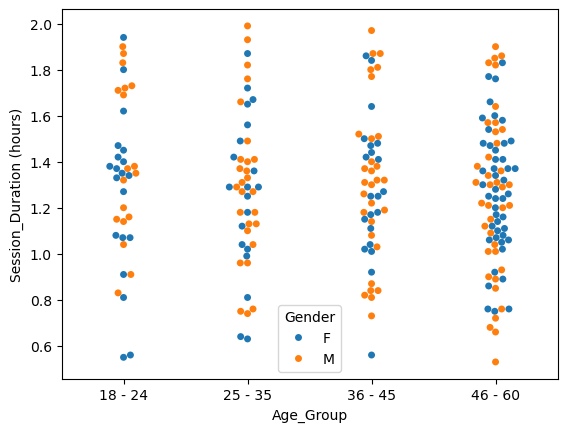 2.0
1.8
1.6
1.4
1.2
1.0
0.8
0.6
Session_Duration (hours)
Gender
F
M
18 - 24
25 - 35
36 - 45
46 - 60
Age_Group